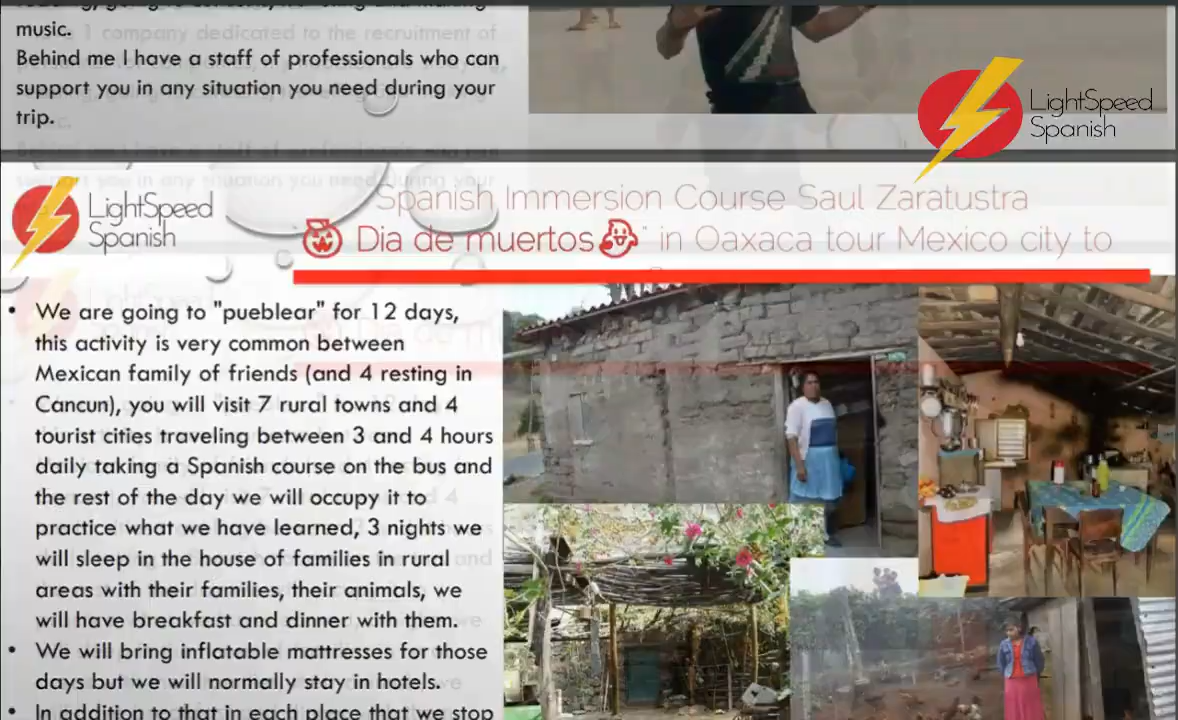 music.
Behind me I have a staff of professionals who can
support you in any situation you need during your
trip.
LightSpeed
Spanish
LightSpeed
Spanish
Spanish Immersion Course Saul Zaratustra
Dia de muertos in Oaxaca tour Mexico city to
• We are going to "pueblear" for 12 days,
this activity is very common between
Mexican family of friends (and 4 resting in
Cancun), you will visit 7 rural towns and 4
tourist cities traveling between 3 and 4 hours
daily taking a Spanish course on the bus and
the rest of the day we will occupy it to
practice what we have learned, 3 nights we
will sleep in the house of families in rural
areas with their families, their animals, we
will have breakfast and dinner with them.
• We will bring inflatable mattresses for those
days but we will normally stay in hotels.
• In addition to that in each place that we stop